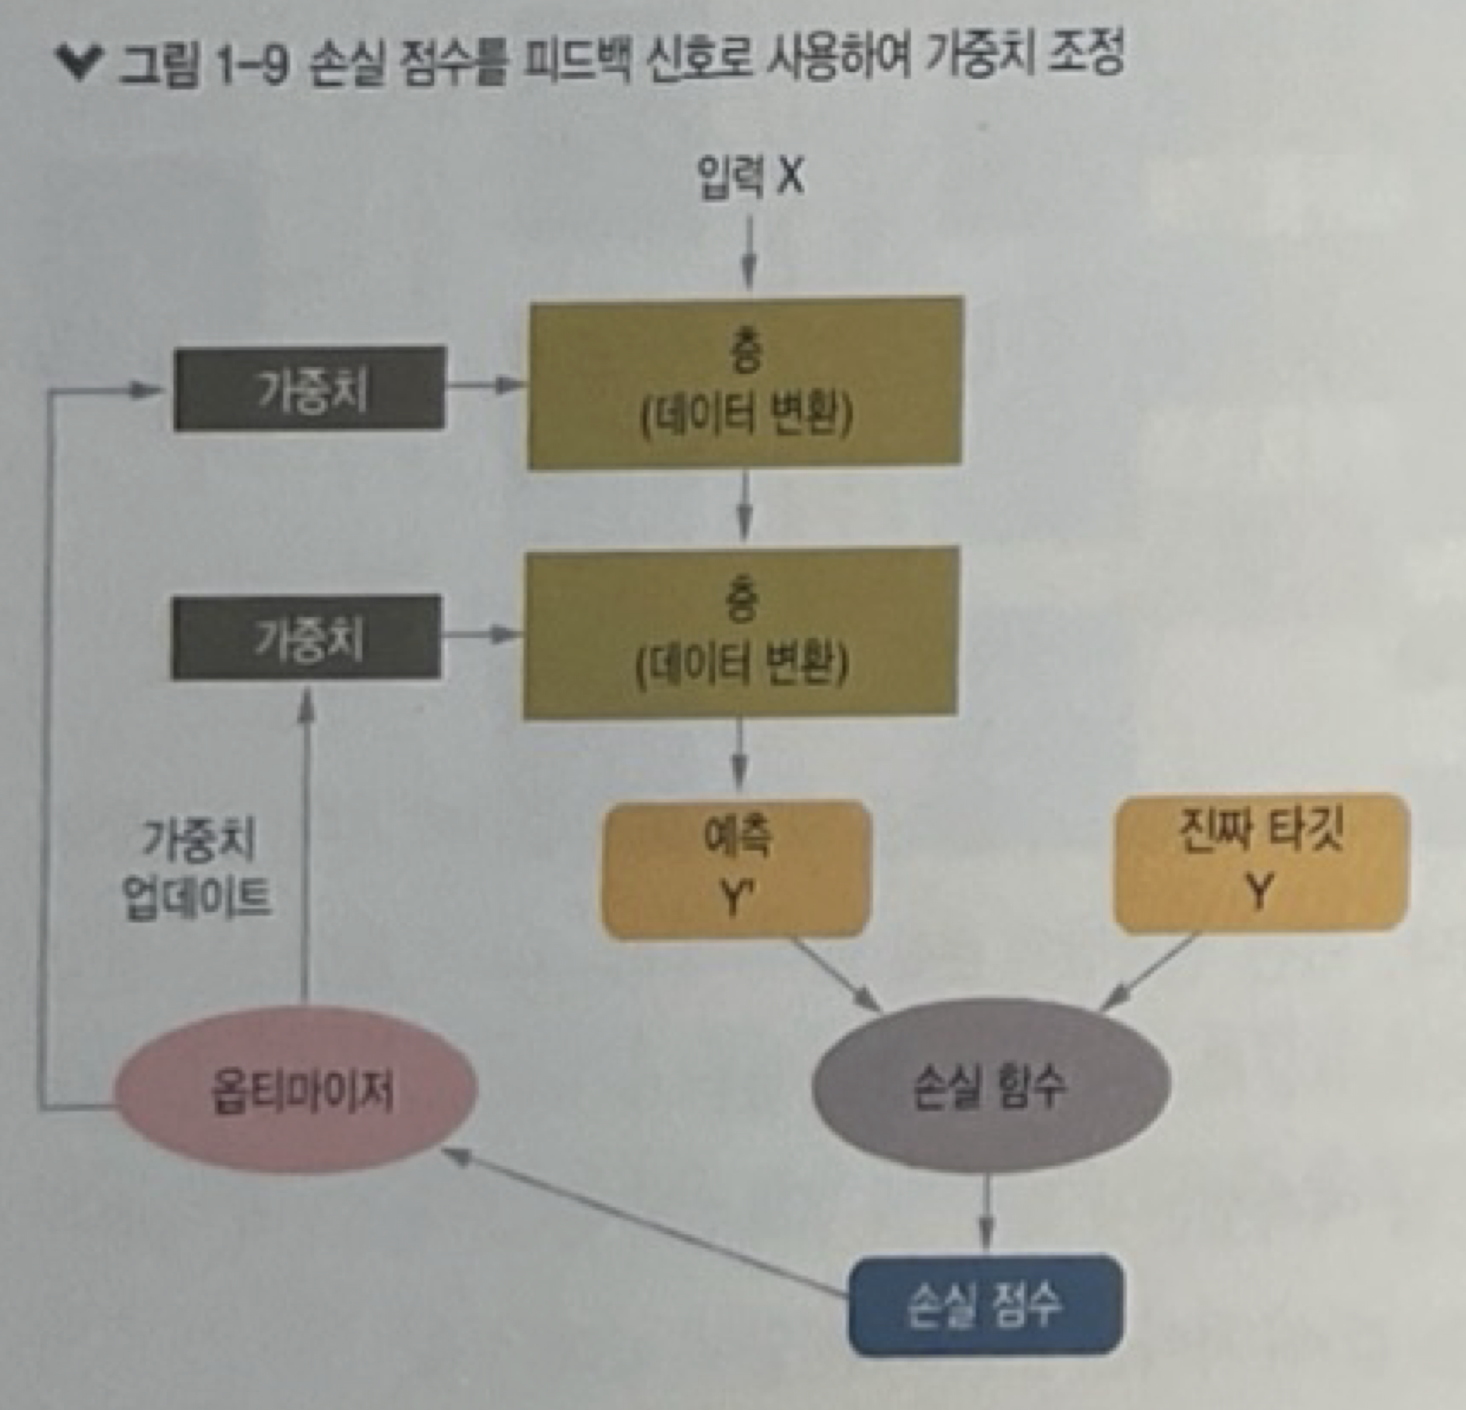 그림 1-9 손실 점수를 피드백 신호로 사용하여 가중치 조정
입력 X
가중치
층
(데이터 변환)
가중치
층
(데이터 변환)
가중치
업데이트
예측
Y'
진짜 타깃
Y
옵티마이저
손실 함수
손실 점수